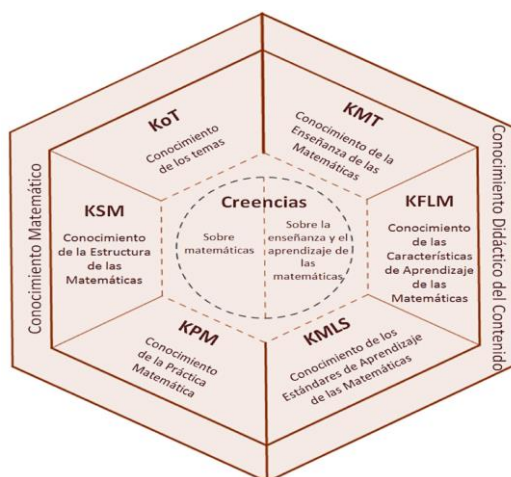 Conocimiento Matemático
KoT
Conocimiento
de los temas
KMT
Conocimiento de la
Enseñanza de las
Matemáticas
KSM
Conocimiento
de la Estructura
de las
Matemáticas
Creencias
Sobre
matemáticas
Sobre la
enseñanza y el
aprendizaje de
las
matemáticas
KFLM
Conocimiento
de las
Características
de Aprendizaje
de las
Matemáticas
KPM
Conocimiento
de la Práctica
Matemática
KMLS
Conocimiento de los
Estándares de Aprendizaje
de las Matemáticas
Conocimiento Didáctico del Contenido